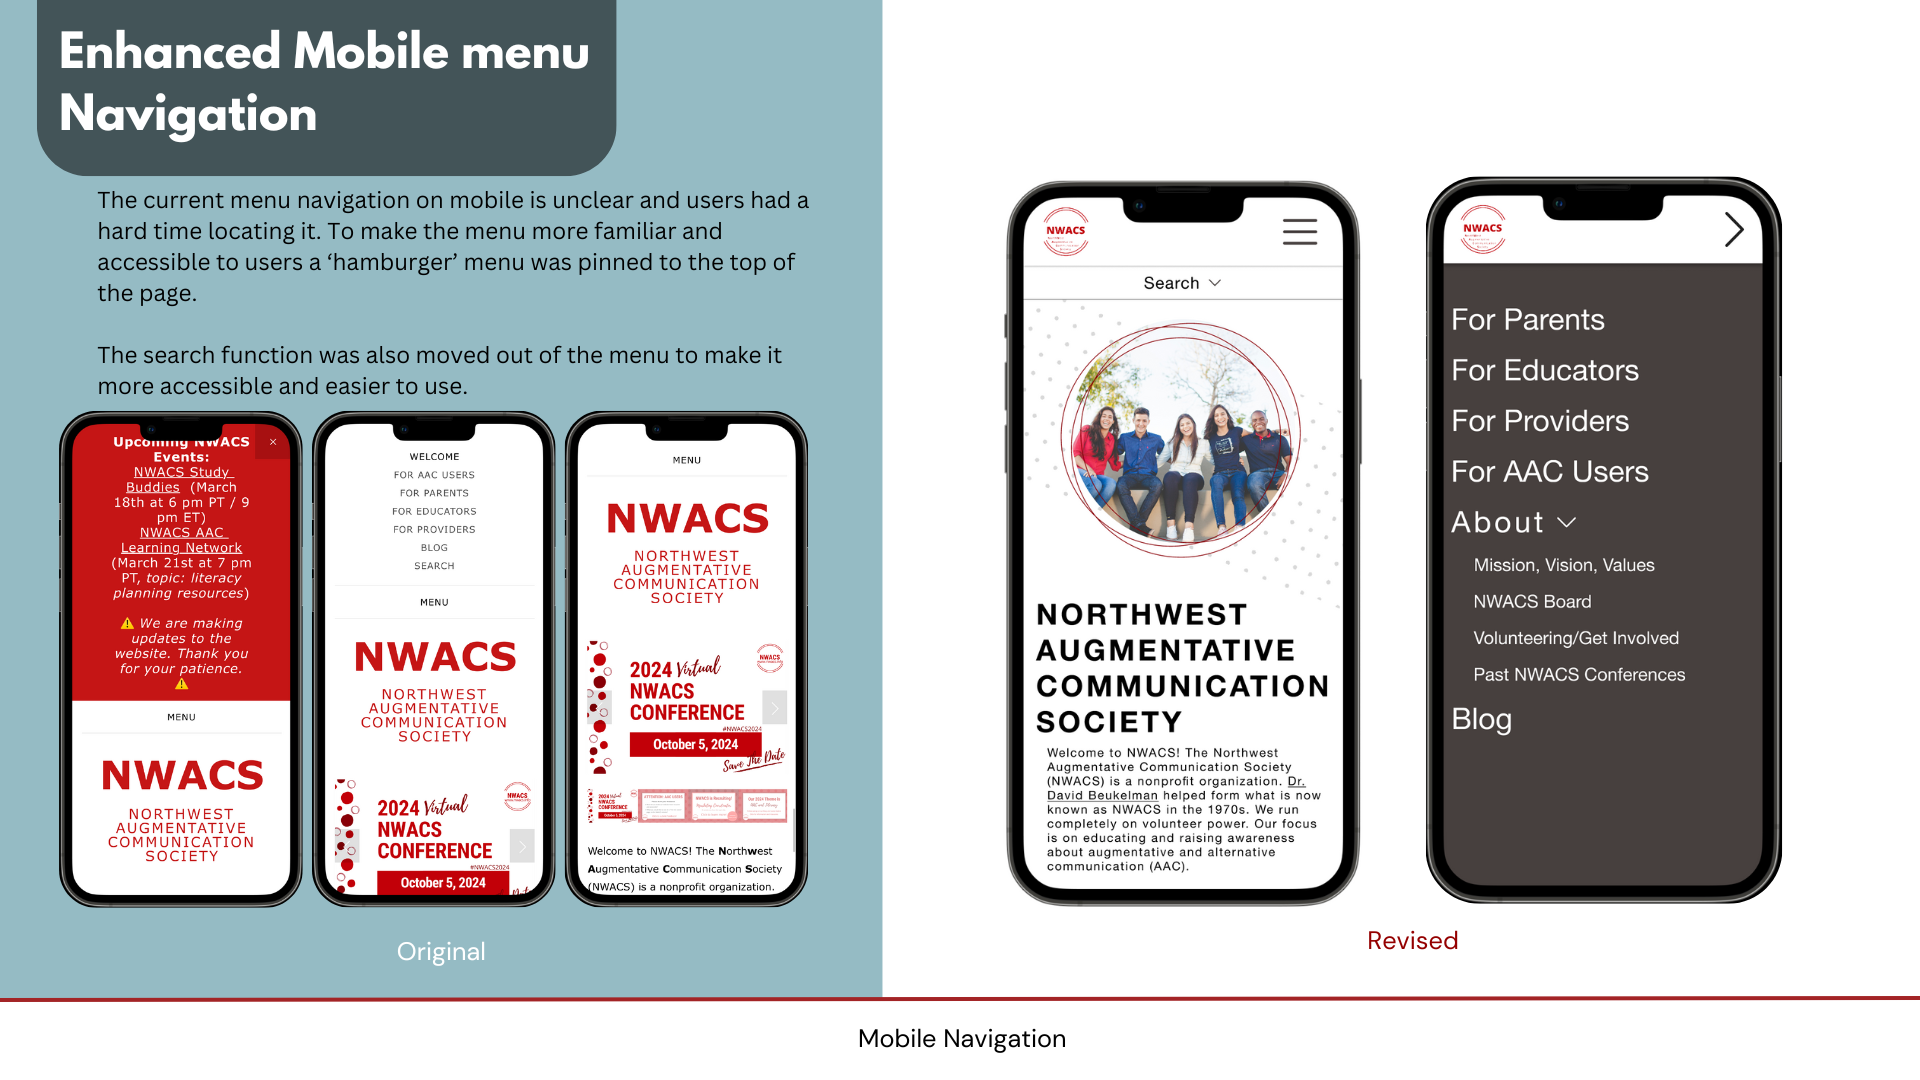 Enhanced Mobile menu
Navigation
The current menu navigation on mobile is unclear and users had a
hard time locating it. To make the menu more familiar and
accessible to users a ‘hamburger’ menu was pinned to the top of
the page.
The search function was also moved out of the menu to make it
more accessible and easier to use.
Upcoming NWACS
Events:
NWACS Study
Buddies (March
18th at 6 pm PT / 9
pm ET)
NWACS AAC
Learning Network
(March 21st at 7 pm
PT, topic: literacy
planning resources)
⚠️ We are making
updates to the
website. Thank you
for your patience.
⚠️
MENU
NWACS
NORTHWEST
AUGMENTATIVE
COMMUNICATION
SOCIETY
WELCOME
FOR AAC USERS
FOR PARENTS
FOR EDUCATORS
FOR PROVIDERS
BLOG
SEARCH
MENU
NWACS
NORTHWEST
AUGMENTATIVE
COMMUNICATION
SOCIETY
NWACS
2024 Virtual
NWACS
CONFERENCE
#NWACS2024
October 5, 2024
MENU
NWACS
NORTHWEST
AUGMENTATIVE
COMMUNICATION
SOCIETY
NWACS
2024 Virtual
NWACS
CONFERENCE
#NWACS2024
October 5, 2024
Save The Date
Welcome to NWACS! The Northwest
Augmentative Communication Society
(NWACS) is a nonprofit organization.
Original
NWACS
Search
NORTHWEST
AUGMENTATIVE
COMMUNICATION
SOCIETY
Welcome to NWACS! The Northwest
Augmentative Communication Society
(NWACS) is a nonprofit organization. Dr.
David Beukelman helped form what is now
known as NWACS in the 1970s. We run
completely on volunteer power. Our focus
is on educating and raising awareness
about augmentative and alternative
communication (AAC).
NWACS
For Parents
For Educators
For Providers
For AAC Users
About
Mission, Vision, Values
NWACS Board
Volunteering/Get Involved
Past NWACS Conferences
Blog
Revised
Mobile Navigation